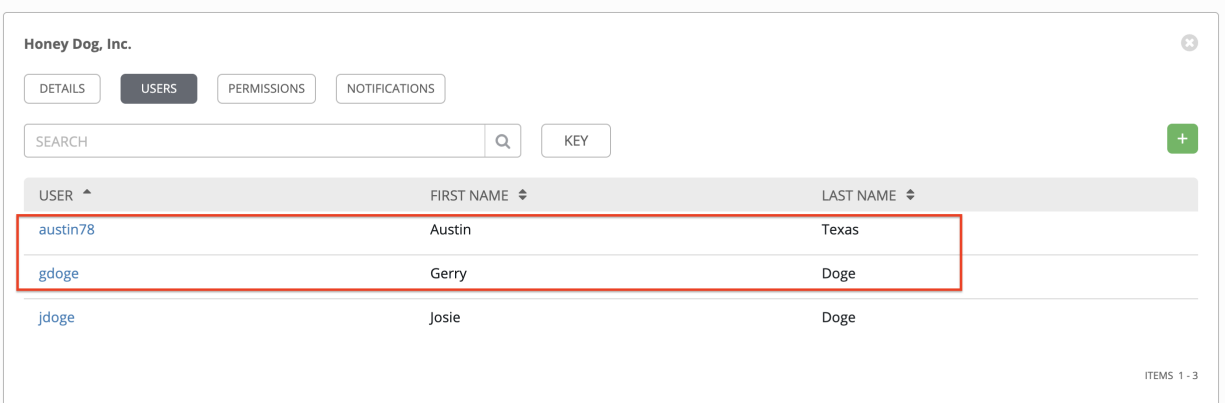 Honey Dog, Inc.
DETAILS USERS PERMISSIONS NOTIFICATIONS
SEARCH KEY +
USER FIRST NAME LAST NAME
austin78 Austin Texas
gdoge Gerry Doge
jdoge Josie Doge
ITEMS 1 - 3